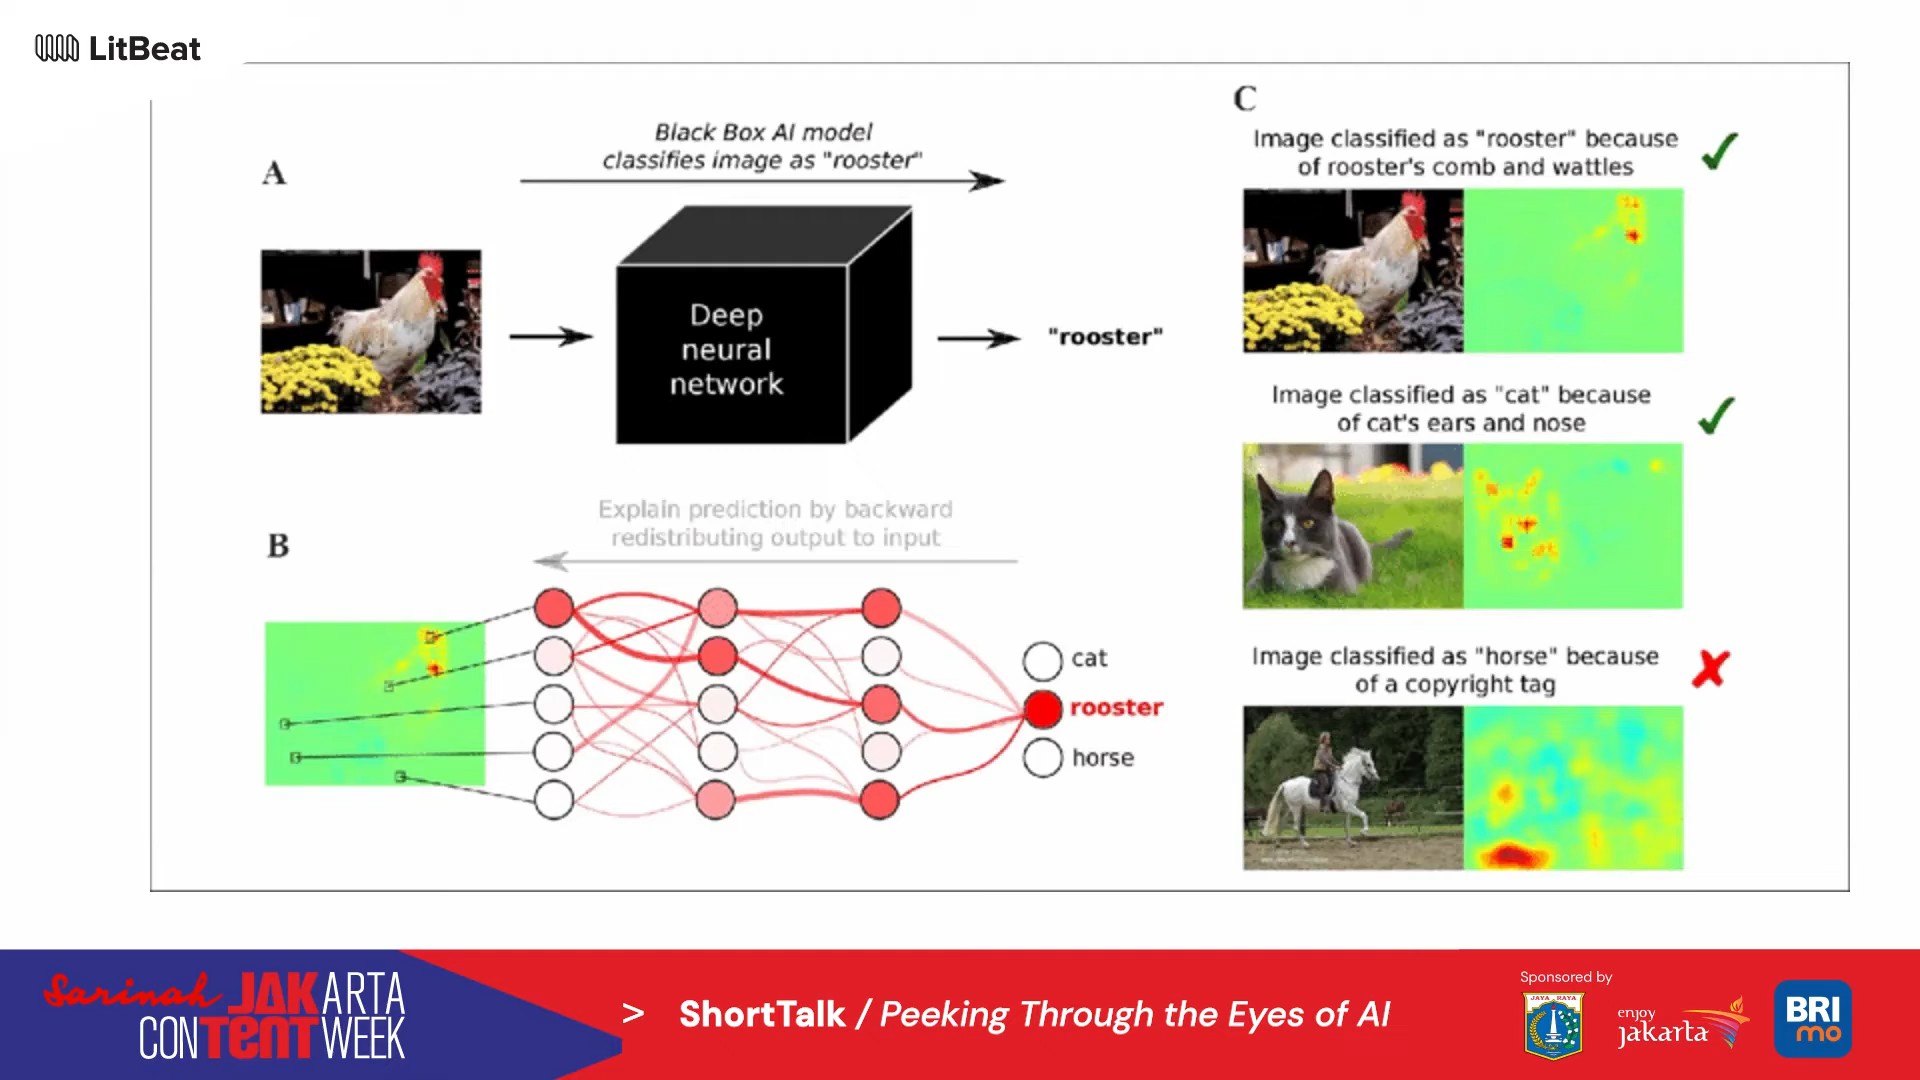 LitBeat
A
Black Box AI model
classifies image as "rooster"
Deep
neural
network
"rooster"
B
Explain prediction by backward
redistributing output to input
cat
rooster
horse
C
Image classified as "rooster" because
of rooster's comb and wattles
Image classified as "cat" because
of cat's ears and nose
Image classified as "horse" because
of a copyright tag
Sarinah JAKARTA
CONTENT WEEK
> ShortTalk / Peeking Through the Eyes of AI
Sponsored by
JAYA RAYA
enjoy
jakarta
BRI
mo